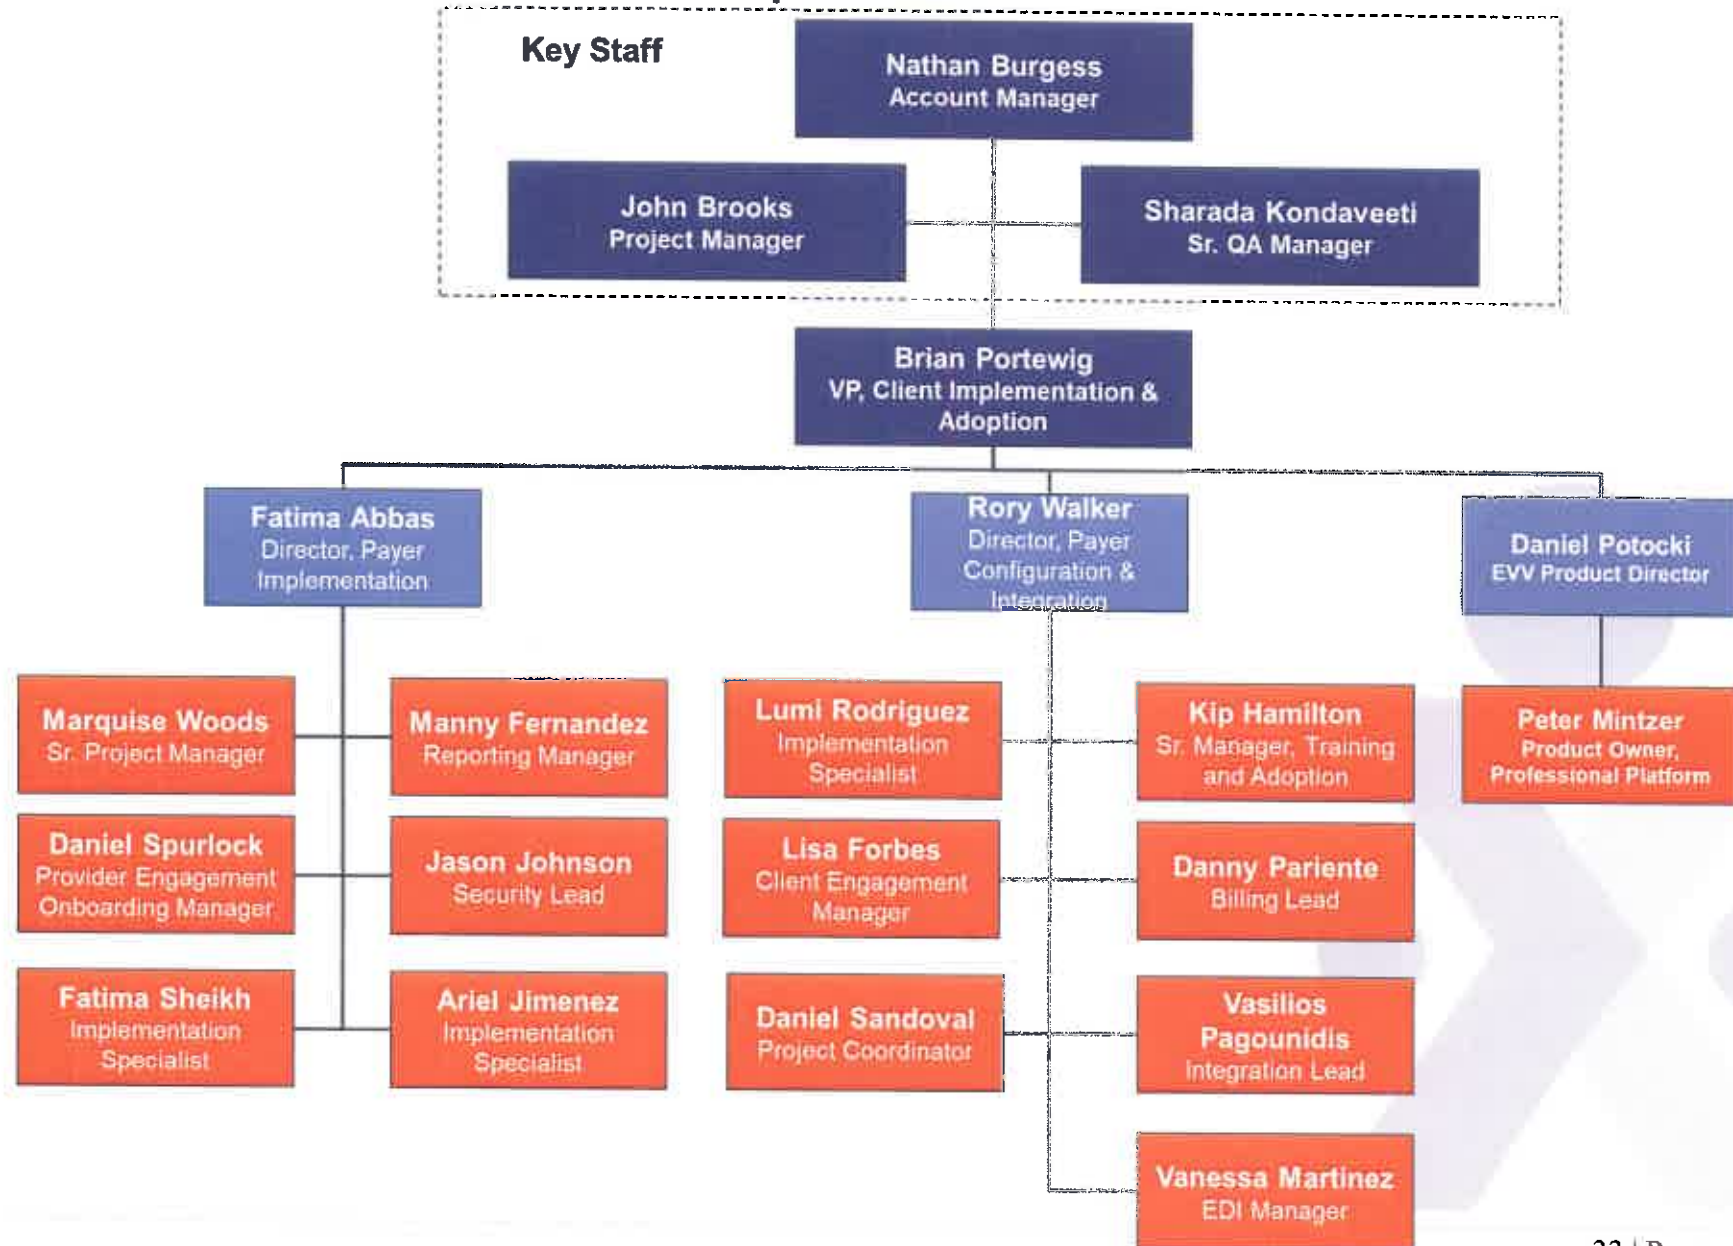 Key Staff
Nathan Burgess
Account Manager
John Brooks
Project Manager
Sharada Kondaveeti
Sr. QA Manager
Brian Portewig
VP, Client Implementation &
Adoption
Fatima Abbas
Director, Payer
Implementation
Rory Walker
Director, Payer
Configuration &
Integration
Daniel Potocki
EVV Product Director
Marquise Woods
Sr. Project Manager
Manny Fernandez
Reporting Manager
Lumi Rodriguez
Implementation
Specialist
Kip Hamilton
Sr. Manager, Training
and Adoption
Peter Mintzer
Product Owner,
Professional Platform
Daniel Spurlock
Provider Engagement
Onboarding Manager
Jason Johnson
Security Lead
Lisa Forbes
Client Engagement
Manager
Danny Pariente
Billing Lead
Fatima Sheikh
Implementation
Specialist
Ariel Jimenez
Implementation
Specialist
Daniel Sandoval
Project Coordinator
Vasilios
Pagounidis
Integration Lead
Vanessa Martinez
EDI Manager